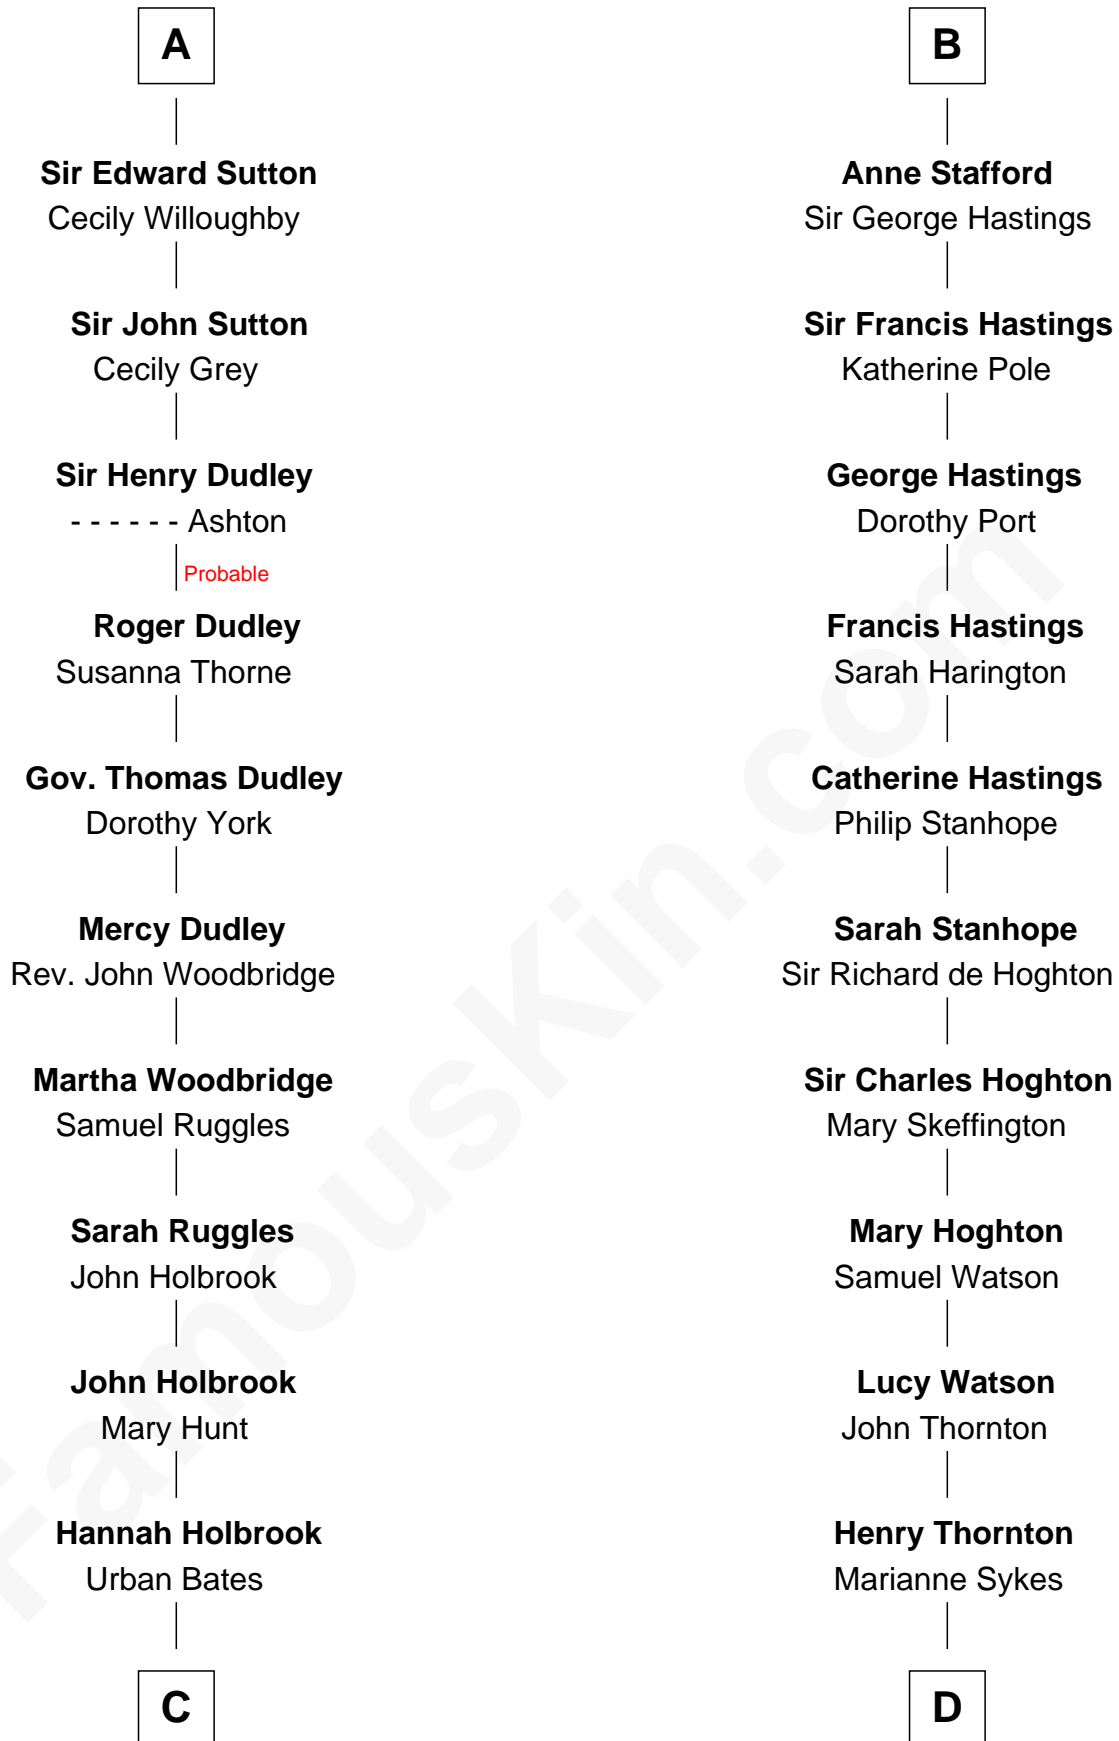 A
Sir Edward Sutton
Cecily Willoughby
Sir John Sutton
Cecily Grey
Sir Henry Dudley
- - - - - - Ashton
Probable
Roger Dudley
Susanna Thorne
Gov. Thomas Dudley
Dorothy York
Mercy Dudley
Rev. John Woodbridge
Martha Woodbridge
Samuel Ruggles
Sarah Ruggles
John Holbrook
John Holbrook
Mary Hunt
Hannah Holbrook
Urban Bates
C
B
Anne Stafford
Sir George Hastings
Sir Francis Hastings
Katherine Pole
George Hastings
Dorothy Port
Francis Hastings
Sarah Harington
Catherine Hastings
Philip Stanhope
Sarah Stanhope
Sir Richard de Hoghton
Sir Charles Hoghton
Mary Skeffington
Mary Hoghton
Samuel Watson
Lucy Watson
John Thornton
Henry Thornton
Marianne Sykes
D
FamousKin.com